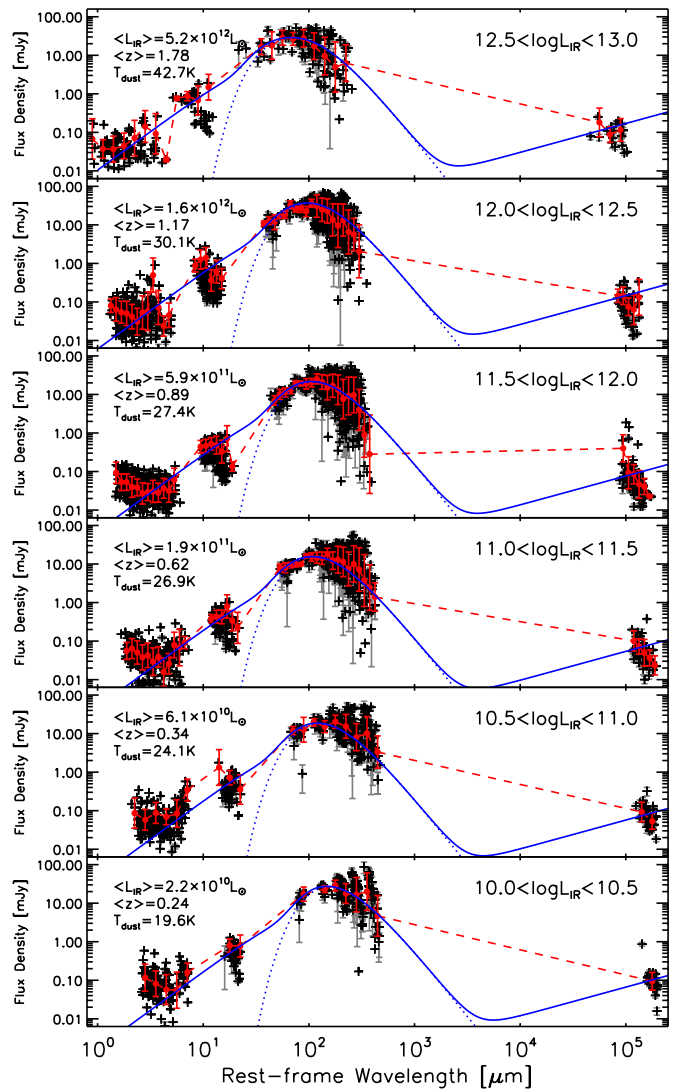 100.00
10.00
1.00
0.10
0.01
Flux Density [mJy]
<L_IR>=5.2×10^12 L_⊙
<z>=1.78
T_dust=42.7K
12.5<logL_IR<13.0
100.00
10.00
1.00
0.10
0.01
Flux Density [mJy]
<L_IR>=1.6×10^12 L_⊙
<z>=1.17
T_dust=30.1K
12.0<logL_IR<12.5
100.00
10.00
1.00
0.10
0.01
Flux Density [mJy]
<L_IR>=5.9×10^11 L_⊙
<z>=0.89
T_dust=27.4K
11.5<logL_IR<12.0
100.00
10.00
1.00
0.10
0.01
Flux Density [mJy]
<L_IR>=1.9×10^11 L_⊙
<z>=0.62
T_dust=26.9K
11.0<logL_IR<11.5
100.00
10.00
1.00
0.10
0.01
Flux Density [mJy]
<L_IR>=6.1×10^10 L_⊙
<z>=0.34
T_dust=24.1K
10.5<logL_IR<11.0
100.00
10.00
1.00
0.10
0.01
Flux Density [mJy]
<L_IR>=2.2×10^10 L_⊙
<z>=0.24
T_dust=19.6K
10.0<logL_IR<10.5
10^0 10^1 10^2 10^3 10^4 10^5
Rest-frame Wavelength [μm]